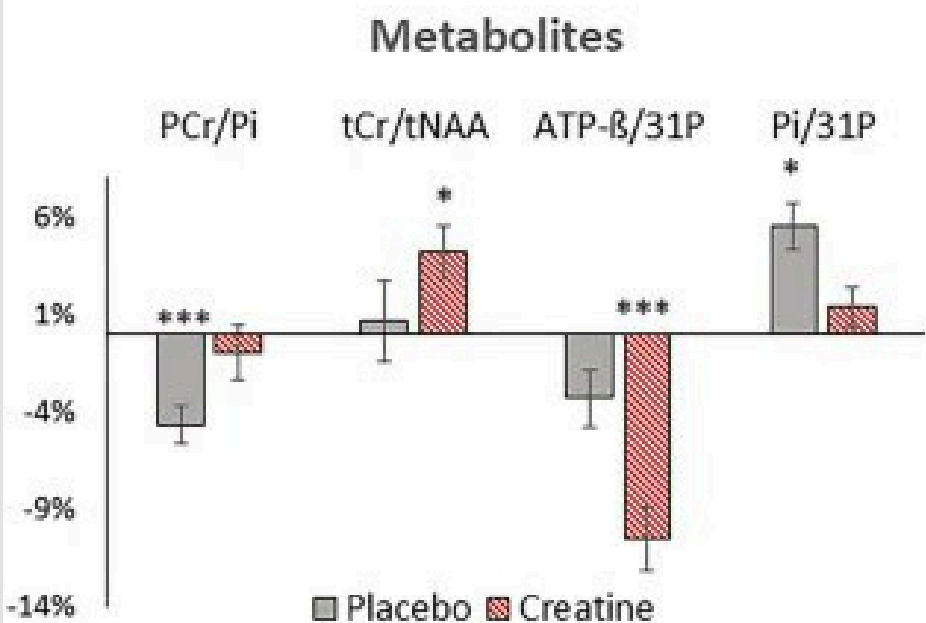 Metabolites
PCr/Pi tCr/tNAA ATP-ß/31P Pi/31P
*
*
6%
***
1% ***
-4%
-9%
-14%
Placebo Creatine